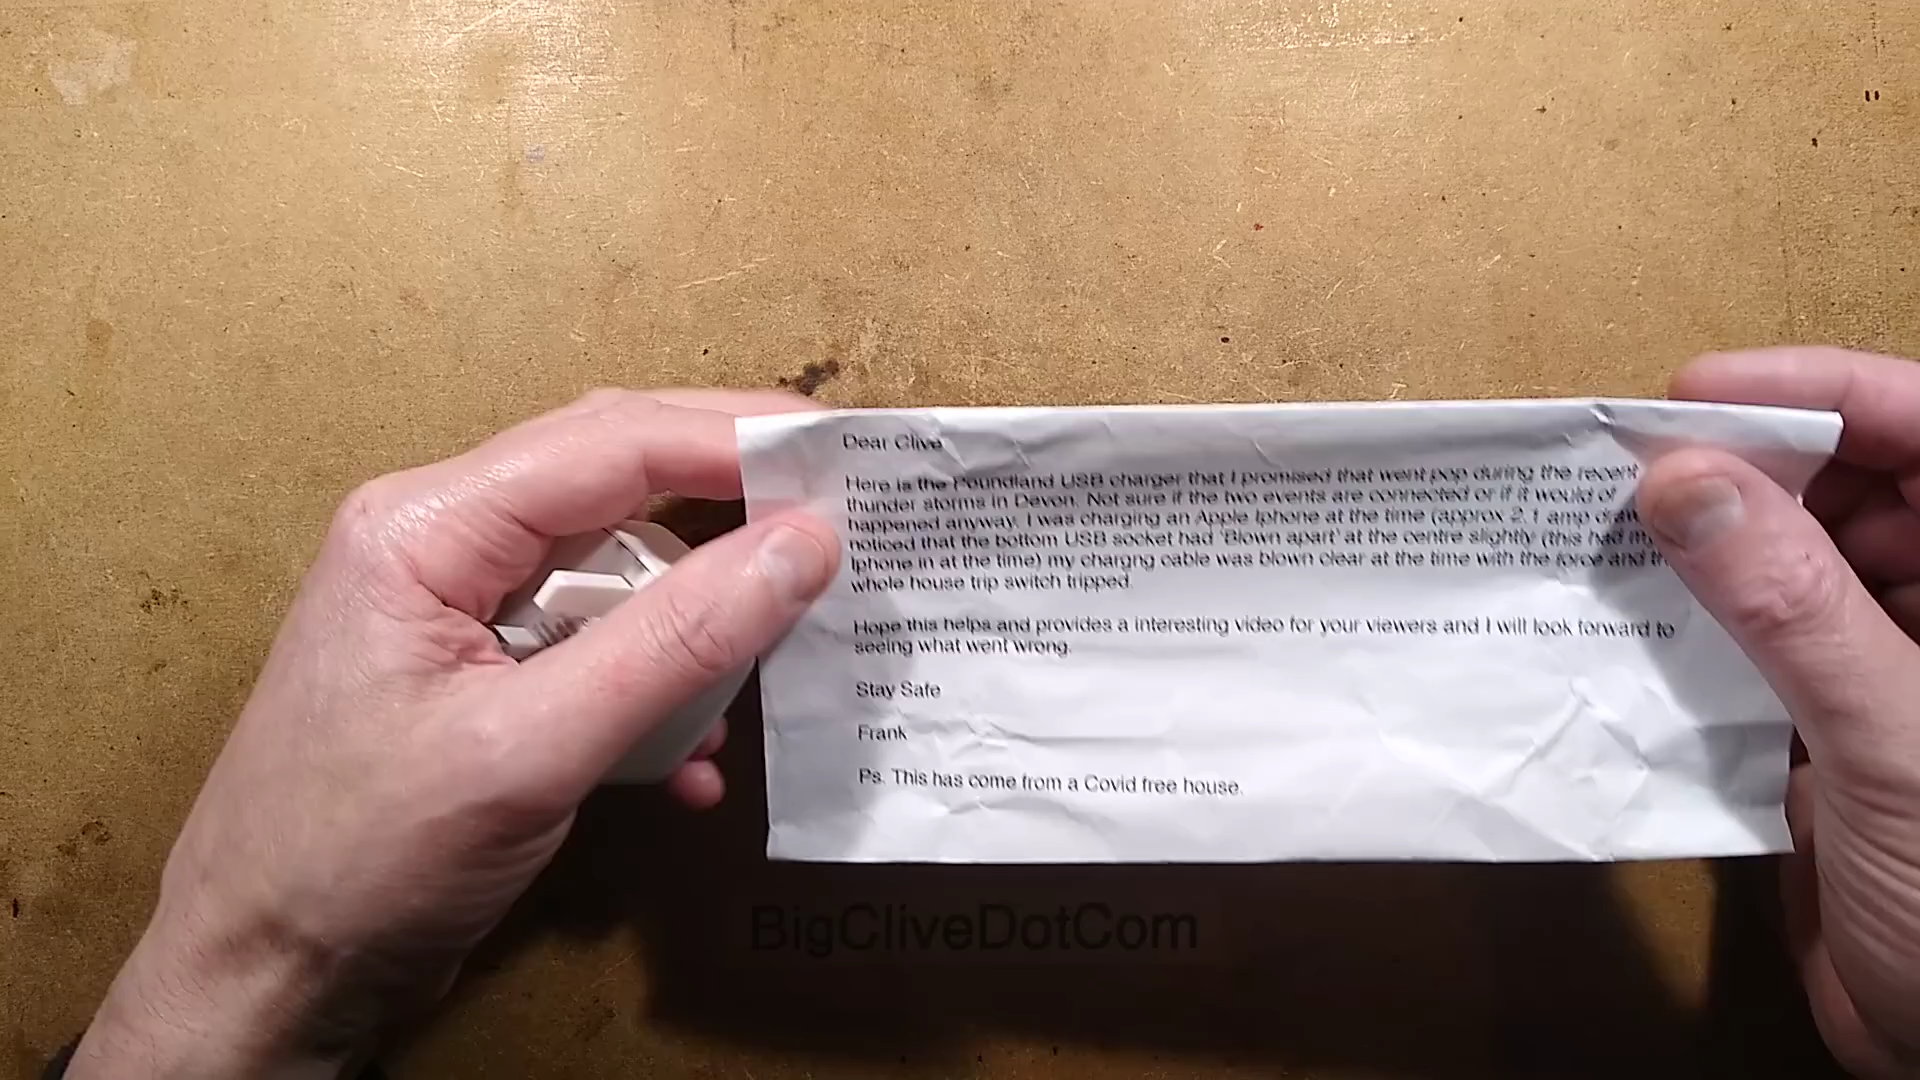 Dear Clive
Here is the Poundland USB charger that I promised that went pop during the recent
thunder storms in Devon. Not sure if the two events are connected or if it would of
happened anyway. I was charging an Apple Iphone at the time (approx 2.1 amp
noticed that the bottom USB socket had 'Blown apart' at the centre slightly (this had
Iphone in at the time) my chargng cable was blown clear at the time with the force and
whole house trip switch tripped.
Hope this helps and provides a interesting video for your viewers and I will look forward to
seeing what went wrong.
Stay Safe
Frank
Ps. This has come from a Covid free house.
BigCliveDotCom